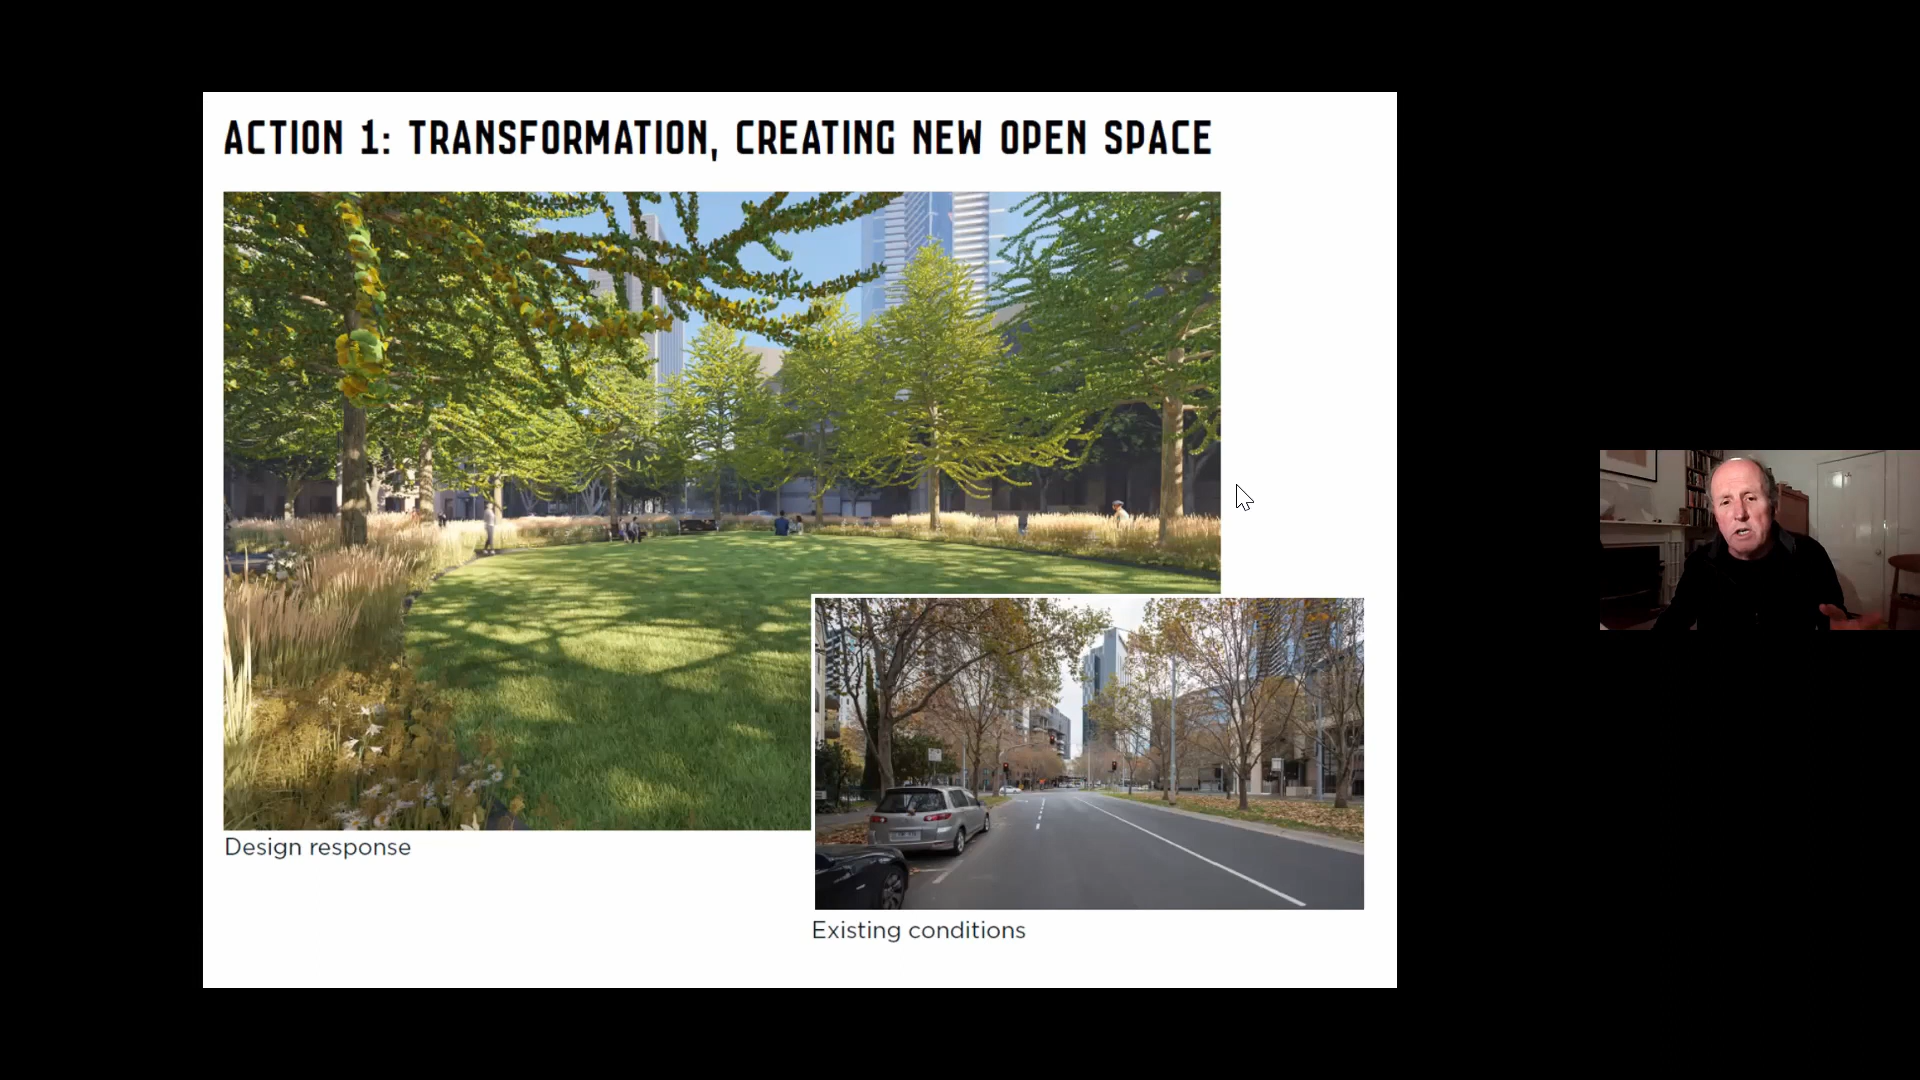 ACTION 1: TRANSFORMATION, CREATING NEW OPEN SPACE
Design response
Existing conditions